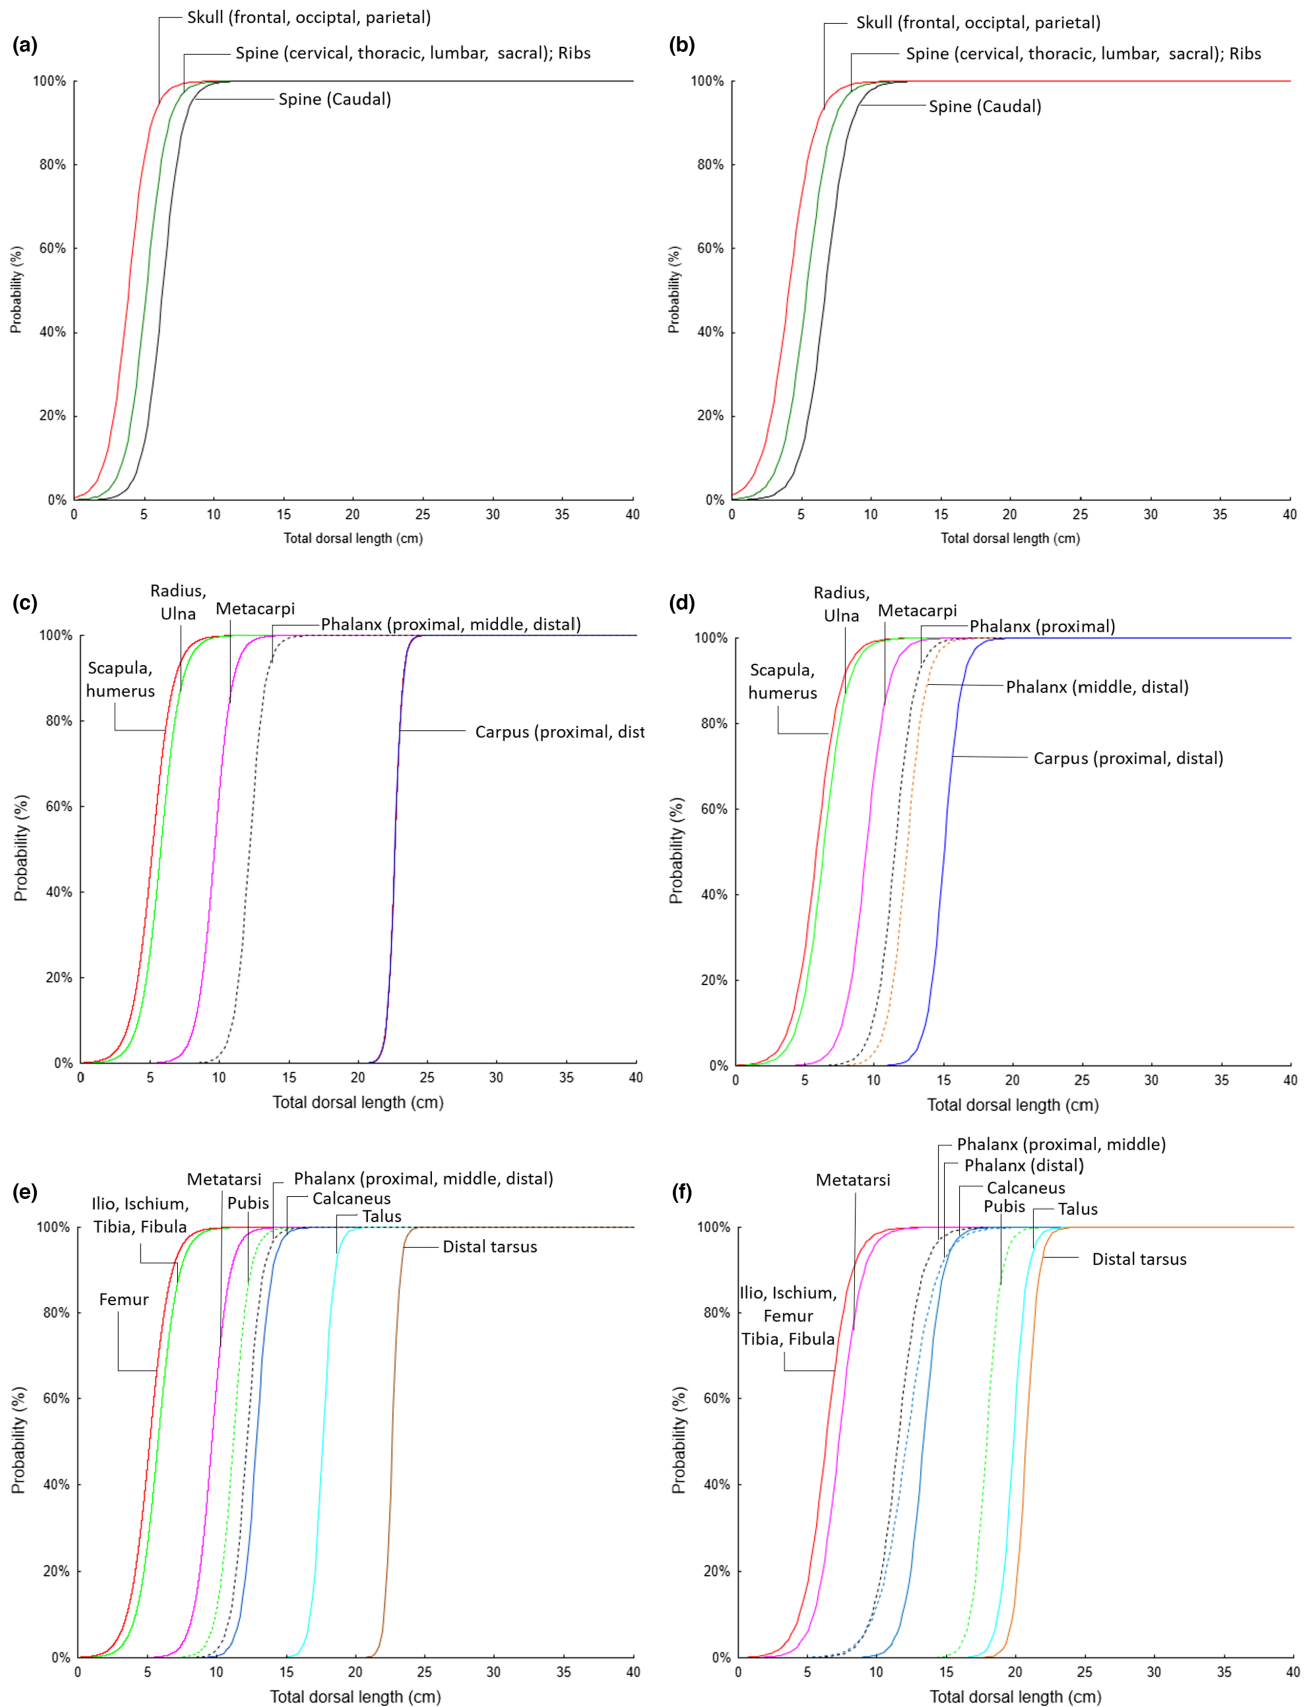 (a)
Skull (frontal, occiptal, parietal)
Spine (cervical, thoracic, lumbar, sacral); Ribs
Spine (Caudal)
100%
80%
60%
40%
20%
0%
Probability (%)
0 5 10 15 20 25 30 35 40
Total dorsal length (cm)
(b)
Skull (frontal, occiptal, parietal)
Spine (cervical, thoracic, lumbar, sacral); Ribs
Spine (Caudal)
100%
80%
60%
40%
20%
0%
Probability (%)
0 5 10 15 20 25 30 35 40
Total dorsal length (cm)
(c)
Radius,
Ulna
Metacarpi
Phalanx (proximal, middle, distal)
Scapula,
humerus
Carpus (proximal, dist
100%
80%
60%
40%
20%
0%
Probability (%)
0 5 10 15 20 25 30 35 40
Total dorsal length (cm)
(d)
Radius,
Ulna
Metacarpi
Phalanx (proximal)
Scapula,
humerus
Phalanx (middle, distal)
Carpus (proximal, distal)
100%
80%
60%
40%
20%
0%
Probability (%)
0 5 10 15 20 25 30 35 40
Total dorsal length (cm)
(e)
Metatarsi
Phalanx (proximal, middle, distal)
Ilio, Ischium,
Tibia, Fibula
Pubis
Calcaneus
Talus
Distal tarsus
Femur
100%
80%
60%
40%
20%
0%
Probability (%)
0 5 10 15 20 25 30 35 40
Total dorsal length (cm)
(f)
Phalanx (proximal, middle)
Phalanx (distal)
Metatarsi
Calcaneus
Pubis
Talus
Distal tarsus
Ilio, Ischium,
Femur
Tibia, Fibula
100%
80%
60%
40%
20%
0%
Probability (%)
0 5 10 15 20 25 30 35 40
Total dorsal length (cm)